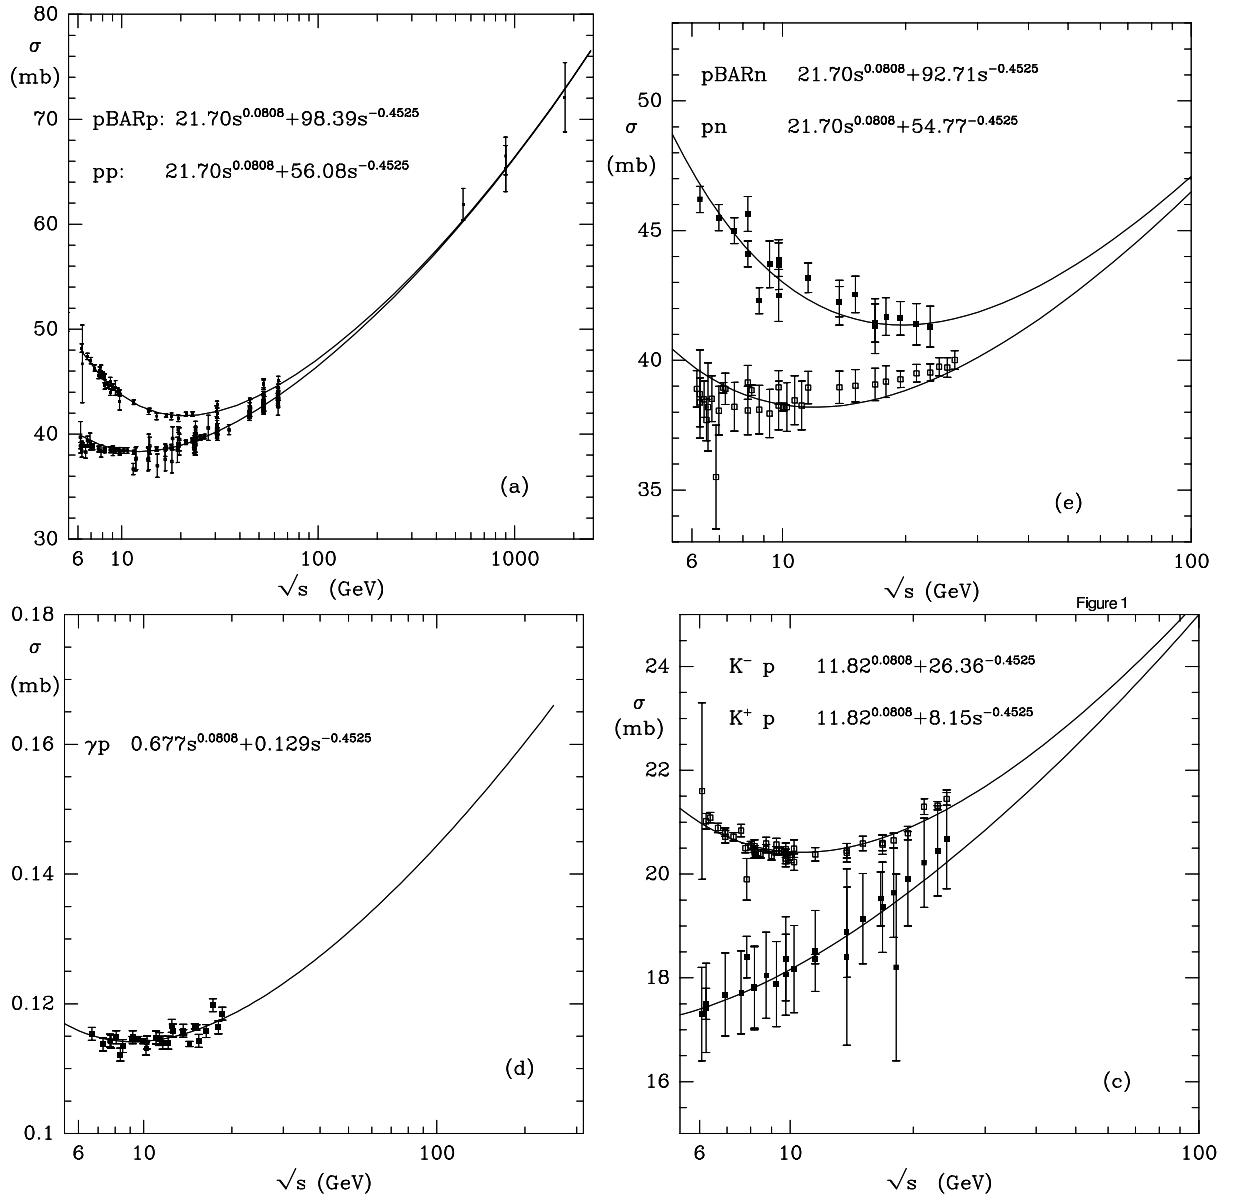 80
σ
(mb)
70
60
50
40
30
pBARp: 21.70s^0.0808+98.39s^−0.4525
pp: 21.70s^0.0808+56.08s^−0.4525
(a)
6 10 100 1000
√s (GeV)
50
σ
(mb)
45
40
35
pBARn 21.70s^0.0808+92.71s^−0.4525
pn 21.70s^0.0808+54.77^−0.4525
(e)
6 10 100
√s (GeV)
Figure 1
0.18
σ
(mb)
0.16
0.14
0.12
0.1
γp 0.677s^0.0808+0.129s^−0.4525
(d)
6 10 100
√s (GeV)
24
σ
(mb)
22
20
18
16
K^− p 11.82^0.0808+26.36^−0.4525
K^+ p 11.82^0.0808+8.15s^−0.4525
(c)
6 10 100
√s (GeV)